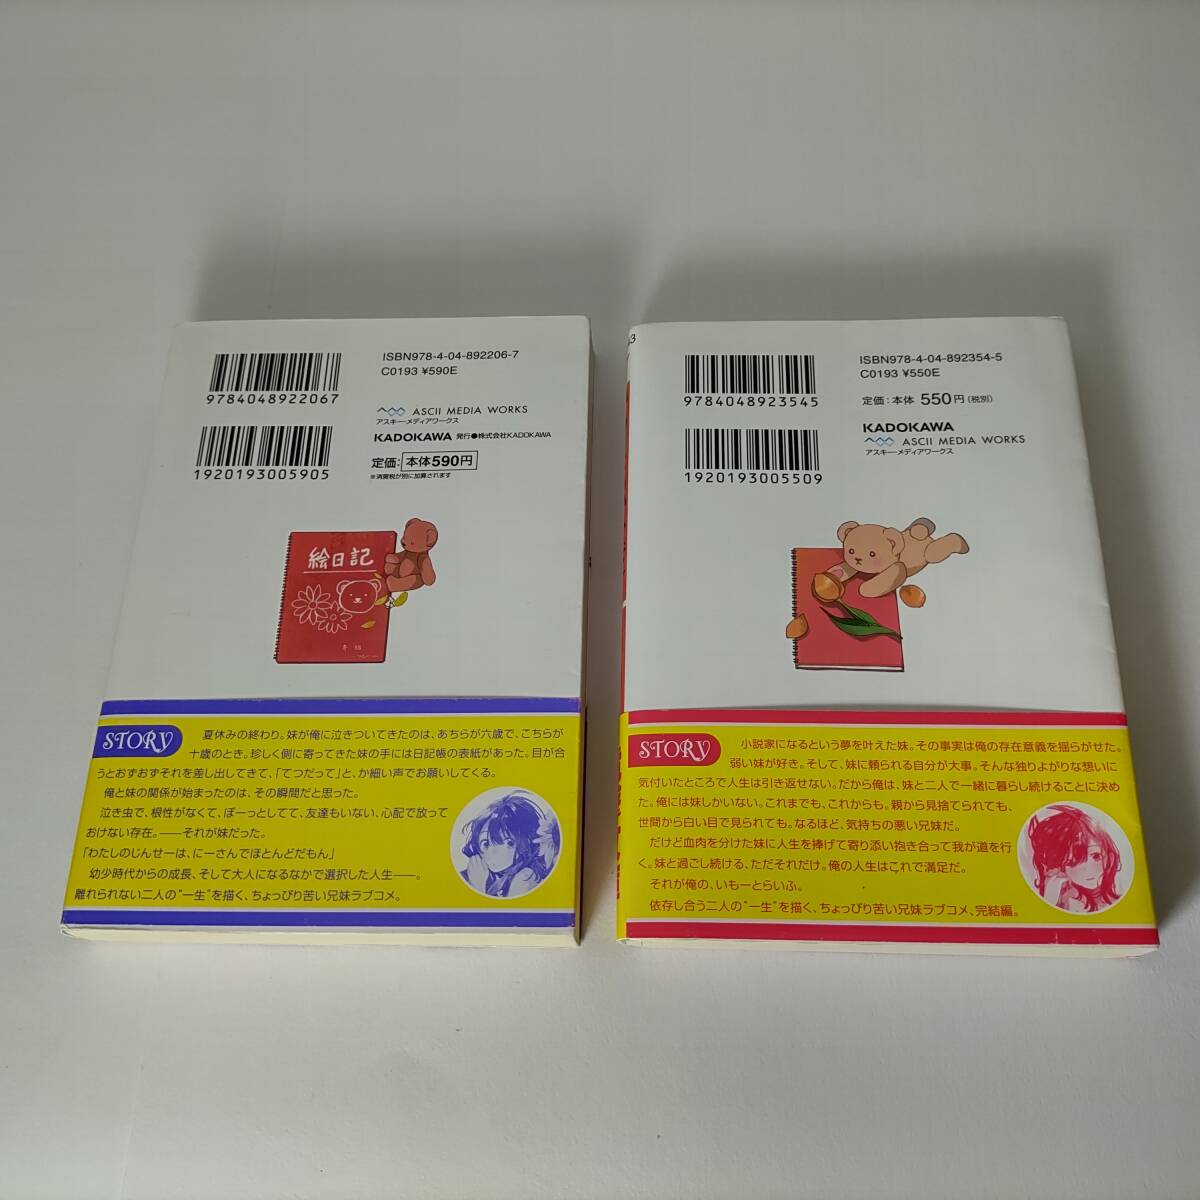 ISBN978-4-04-892206-7
C0193 ¥590E
9784048922067
ASCII MEDIA WORKS
アスキー・メディアワークス
KADOKAWA 発行●株式会社KADOKAWA
1920193005905
定価：本体590円
※消費税が別に加算されます
絵日記
STORY
夏休みの終わり。妹が俺に泣きついてきたのは、あちらが六歳で、こちらが
十歳のとき。珍しく側に寄ってきた妹の手には日記帳の表紙があった。目が合
うとおずおずそれを差し出してきて、「てつだって」と、か細い声でお願いしてくる。
俺と妹の関係が始まったのは、その瞬間だと思った。
泣き虫で、根性がなくて、ぼーっとしてて、友達もいない、心配で放って
おけない存在。――それが妹だった。
「わたしのじんせーは、にーさんでほとんどだもん」
幼少時代からの成長、そして大人になるなかで選択した人生――。
離れられない二人の“一生”を描く、ちょっぴり苦い兄妹ラブコメ。
ISBN978-4-04-892354-5
C0193 ¥550E
9784048923545
定価：本体 550円（税別）
KADOKAWA
ASCII MEDIA WORKS
アスキー・メディアワークス
1920193005509
STORY
小説家になるという夢を叶えた妹。その事実は俺の存在意義を揺らがせた。
弱い妹が好き。そして、妹に頼られる自分が大事。そんな独りよがりな想いに
気付いたところで人生は引き返せない。だから俺は、妹と二人で一緒に暮らし続けることに決め
た。俺には妹しかいない。これまでも、これからも。親から見捨てられても、
世間から白い目で見られても。なるほど、気持ちの悪い兄妹だ。
だけど血肉を分けた妹に人生を捧げて寄り添い抱き合って我が道を行
く。妹と過ごし続ける、ただそれだけ。俺の人生はこれで満足だ。
それが俺の、いもーとらいふ。
依存し合う二人の“一生”を描く、ちょっぴり苦い兄妹ラブコメ、完結編。